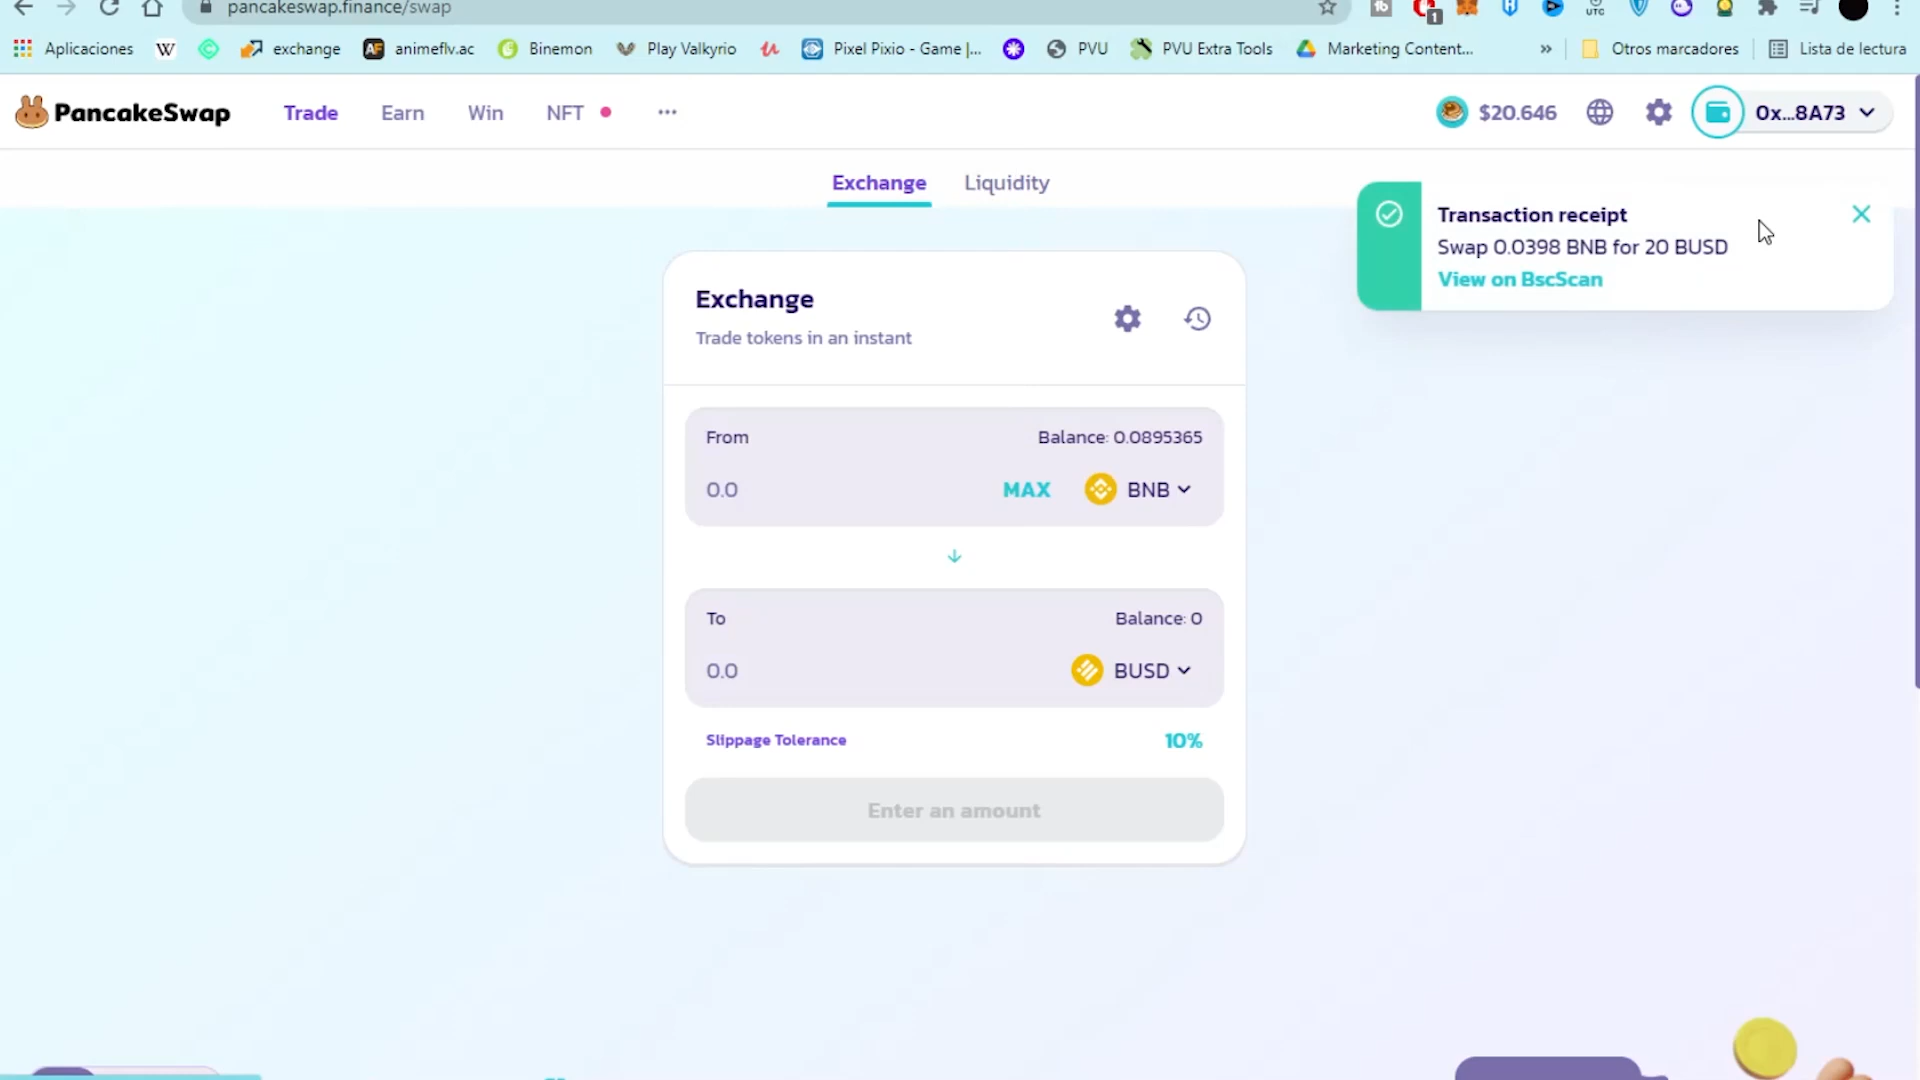 pancakeswap.finance/swap
1
UTC
Aplicaciones W exchange AF animeflv.ac Binemon Play Valkyrio Pixel Pixio - Game |... PVU PVU Extra Tools Marketing Content... » Otros marcadores Lista de lectura
PancakeSwap Trade Earn Win NFT ... $20.646 0x...8A73
Exchange Liquidity
Transaction receipt
Swap 0.0398 BNB for 20 BUSD
View on BscScan
Exchange
Trade tokens in an instant
From Balance: 0.0895365
0.0 MAX BNB
To Balance: 0
0.0 BUSD
Slippage Tolerance 10%
Enter an amount